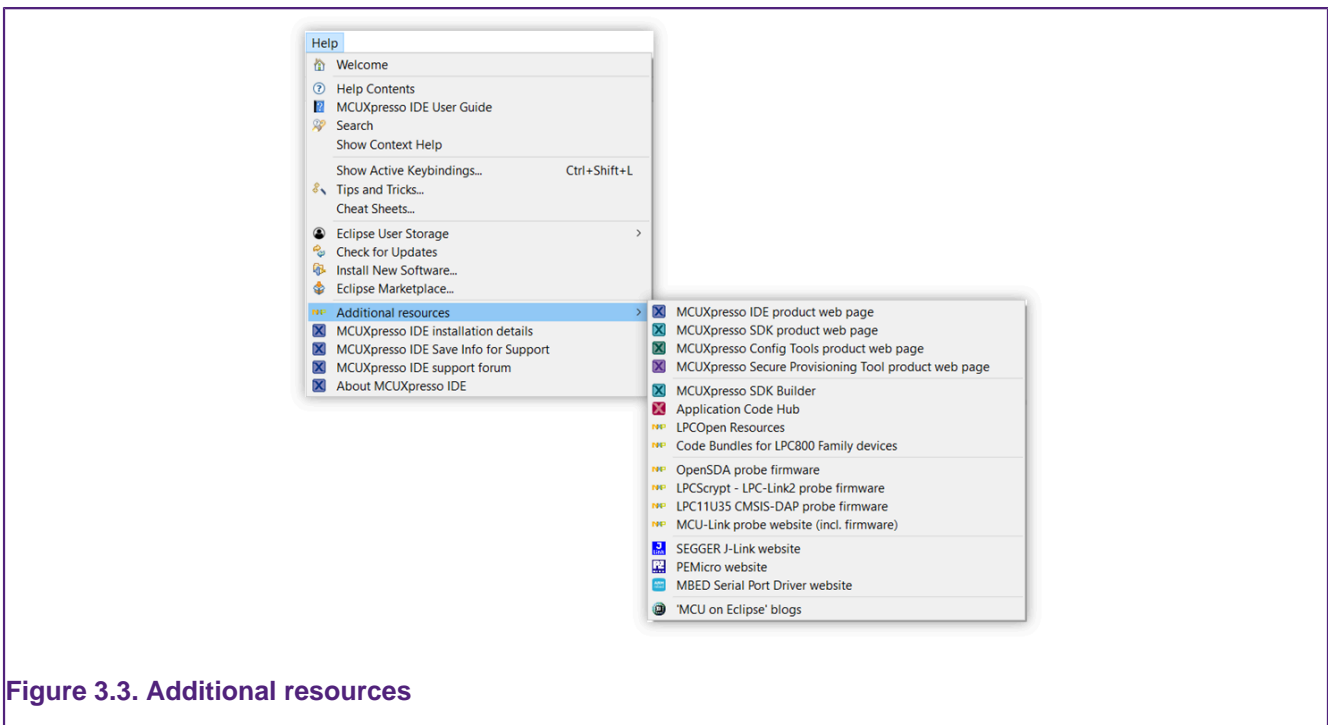 Help
Welcome
Help Contents
MCUXpresso IDE User Guide
Search
Show Context Help
Show Active Keybindings... Ctrl+Shift+L
Tips and Tricks...
Cheat Sheets...
Eclipse User Storage
Check for Updates
Install New Software...
Eclipse Marketplace...
Additional resources
MCUXpresso IDE installation details
MCUXpresso IDE Save Info for Support
MCUXpresso IDE support forum
About MCUXpresso IDE
MCUXpresso IDE product web page
MCUXpresso SDK product web page
MCUXpresso Config Tools product web page
MCUXpresso Secure Provisioning Tool product web page
MCUXpresso SDK Builder
Application Code Hub
LPCOpen Resources
Code Bundles for LPC800 Family devices
OpenSDA probe firmware
LPCScrypt - LPC-Link2 probe firmware
LPC11U35 CMSIS-DAP probe firmware
MCU-Link probe website (incl. firmware)
SEGGER J-Link website
PEMicro website
MBED Serial Port Driver website
'MCU on Eclipse' blogs
Figure 3.3. Additional resources